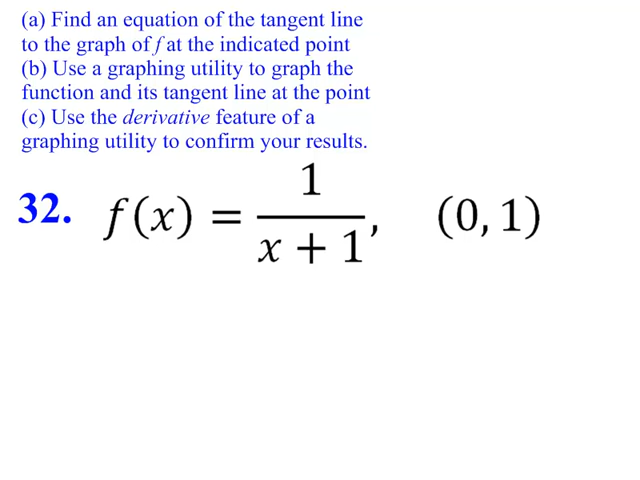 (a) Find an equation of the tangent line
to the graph of f at the indicated point
(b) Use a graphing utility to graph the
function and its tangent line at the point
(c) Use the derivative feature of a
graphing utility to confirm your results.
32. f(x) = 1/(x + 1), (0, 1)